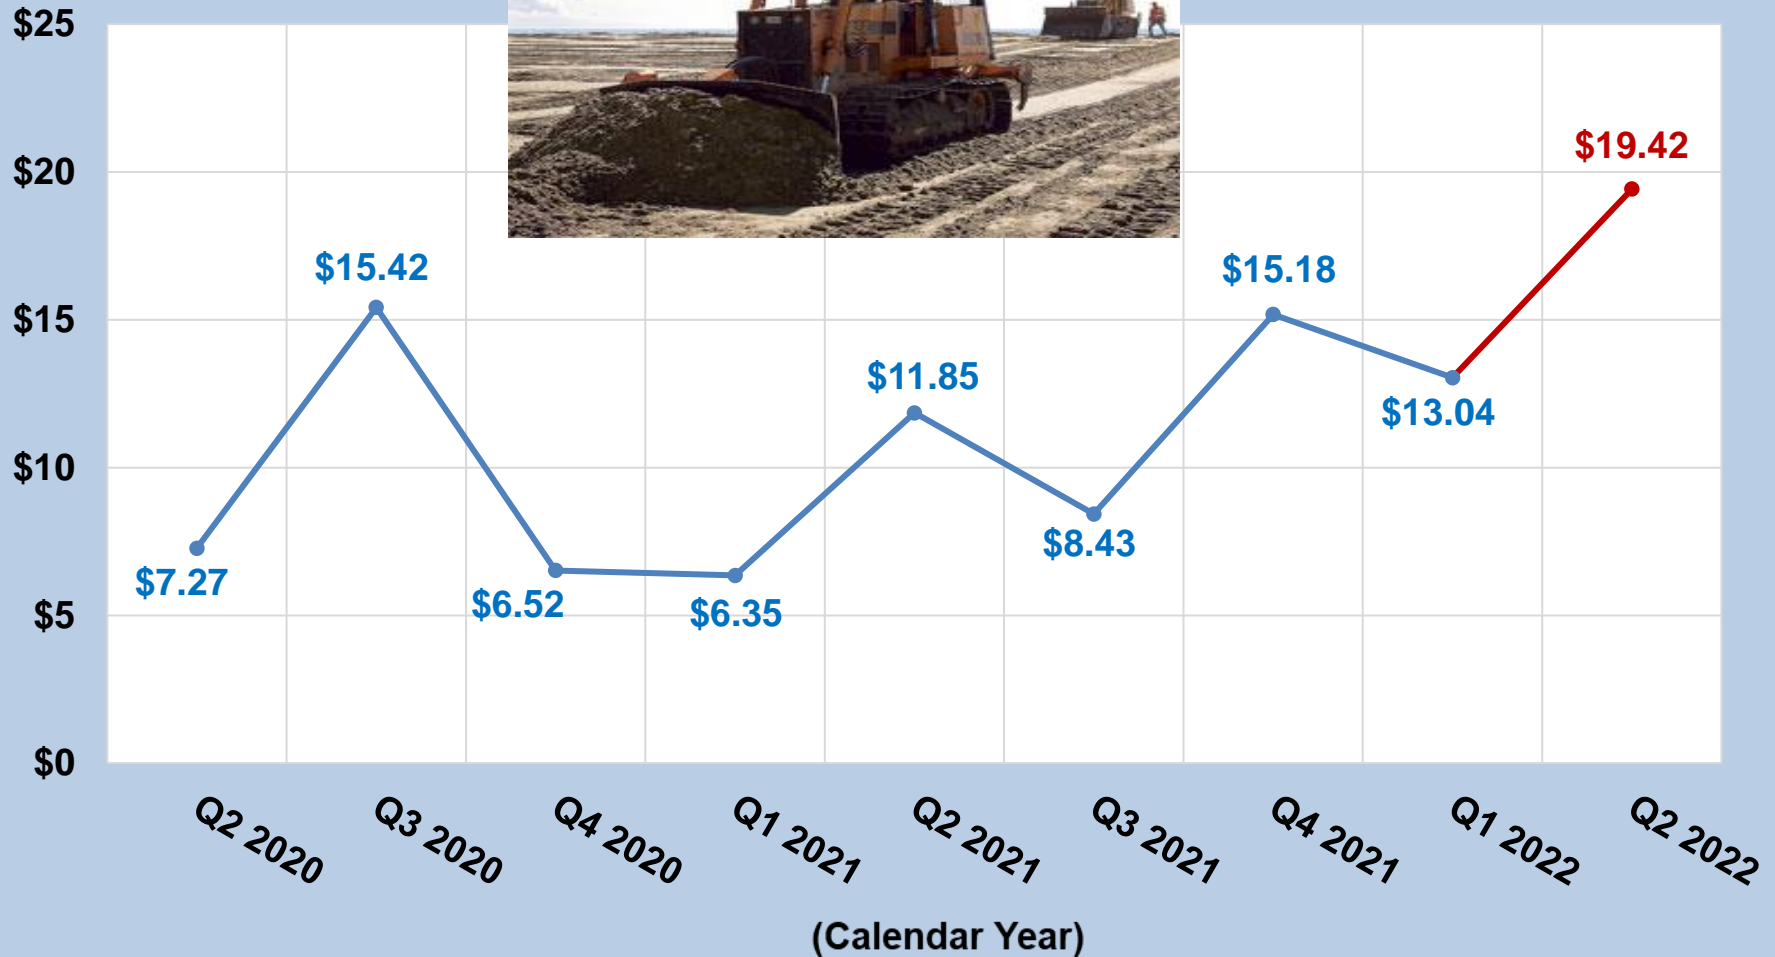 $25
$20
$15
$10
$5
$0
$7.27
$15.42
$6.52
$6.35
$11.85
$8.43
$15.18
$13.04
$19.42
Q2 2020
Q3 2020
Q4 2020
Q1 2021
Q2 2021
Q3 2021
Q4 2021
Q1 2022
Q2 2022
(Calendar Year)